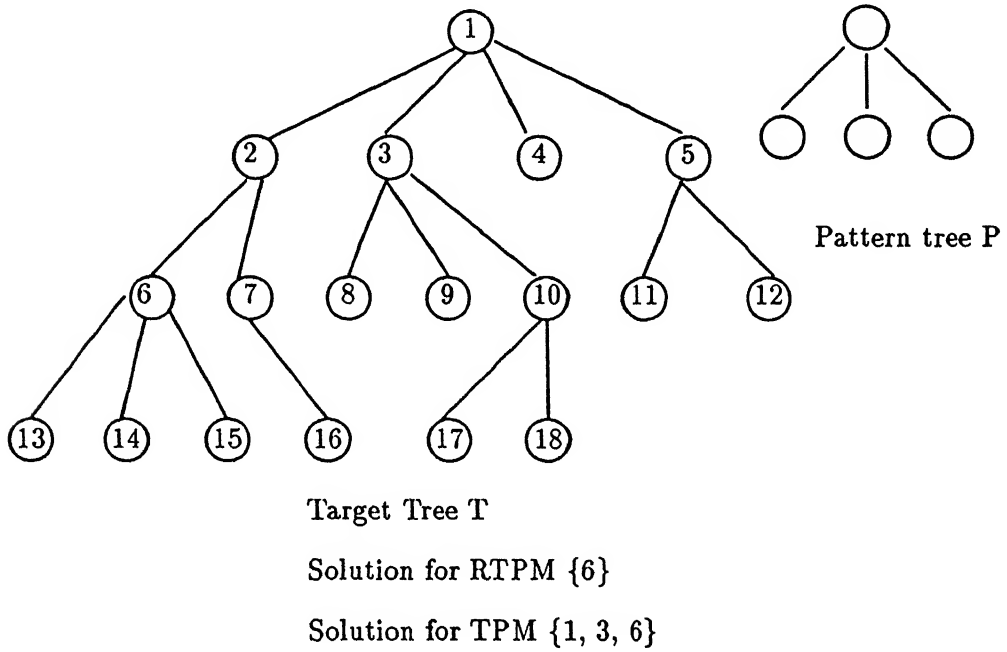 1
2 3 4 5
Pattern tree P
6 7 8 9 10 11 12
13 14 15 16 17 18
Target Tree T
Solution for RTPM {6}
Solution for TPM {1, 3, 6}